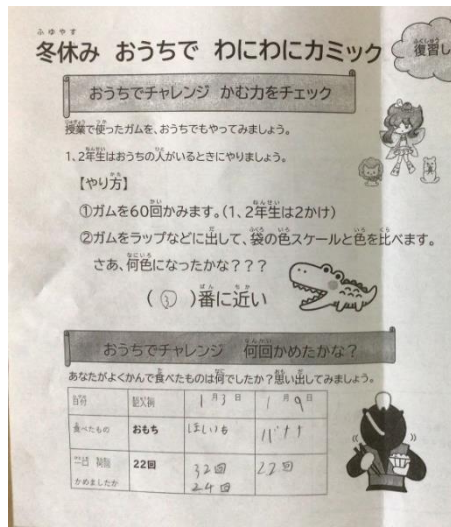 冬休み おうちで わにわにカミック
ふゆやす
復習し
ふくしゅう
おうちでチャレンジ かむ力をチェック
授業で使ったガムを、おうちでもやってみましょう。
1、2年生はおうちの人がいるときにやりましょう。
【やり方】
①ガムを60回かみます。(1、2年生は2かけ)
②ガムをラップなどに出して、袋の色スケールと色を比べます。
さあ、何色になったかな???
( ③ )番に近い
おうちでチャレンジ 何回かめたかな?
あなたがよくかんで食べたものは何でしたか?思い出してみましょう。
日付 記入例 1月3日 1月9日
食べたもの おもち ほしいも バナナ
22回 32回 22回
かめましたか 24回